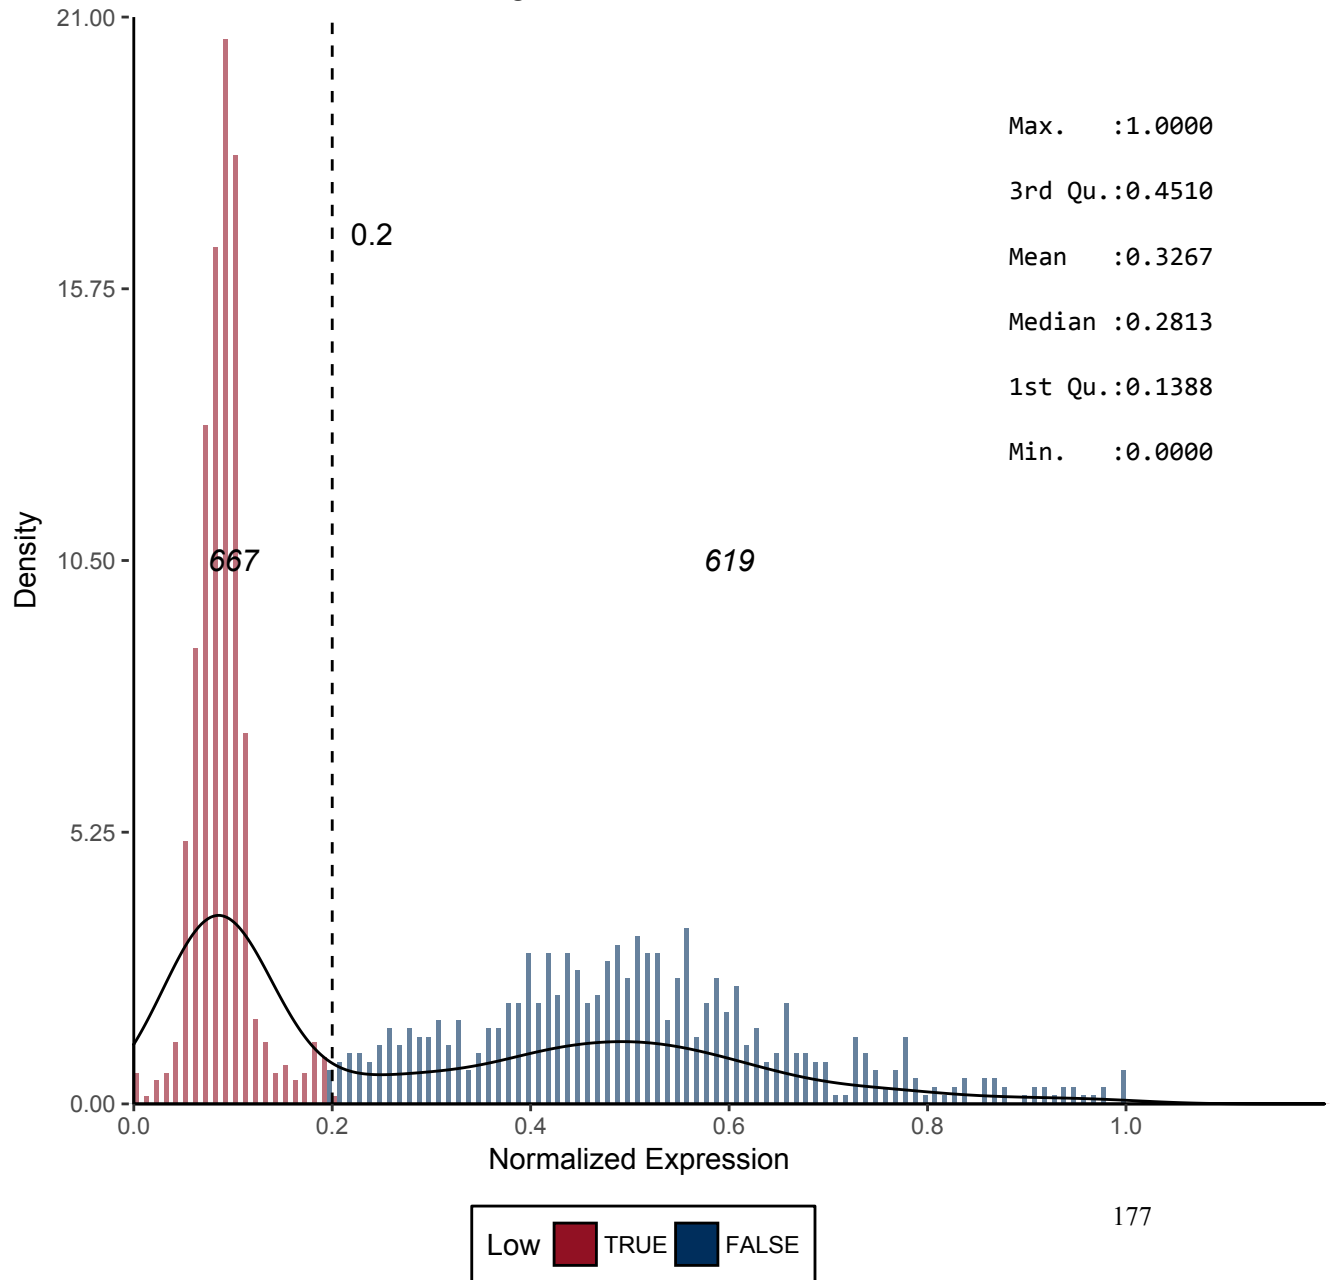 21.00
15.75
10.50
5.25
0.00
Density
0.2
667
619
Max.   :1.0000
3rd Qu.:0.4510
Mean   :0.3267
Median :0.2813
1st Qu.:0.1388
Min.   :0.0000
0.0 0.2 0.4 0.6 0.8 1.0
Normalized Expression
177
Low TRUE FALSE